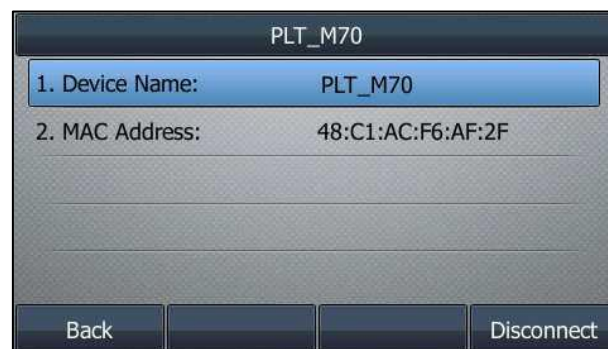 PLT_M70
1. Device Name: PLT_M70
2. MAC Address: 48:C1:AC:F6:AF:2F
Back Disconnect